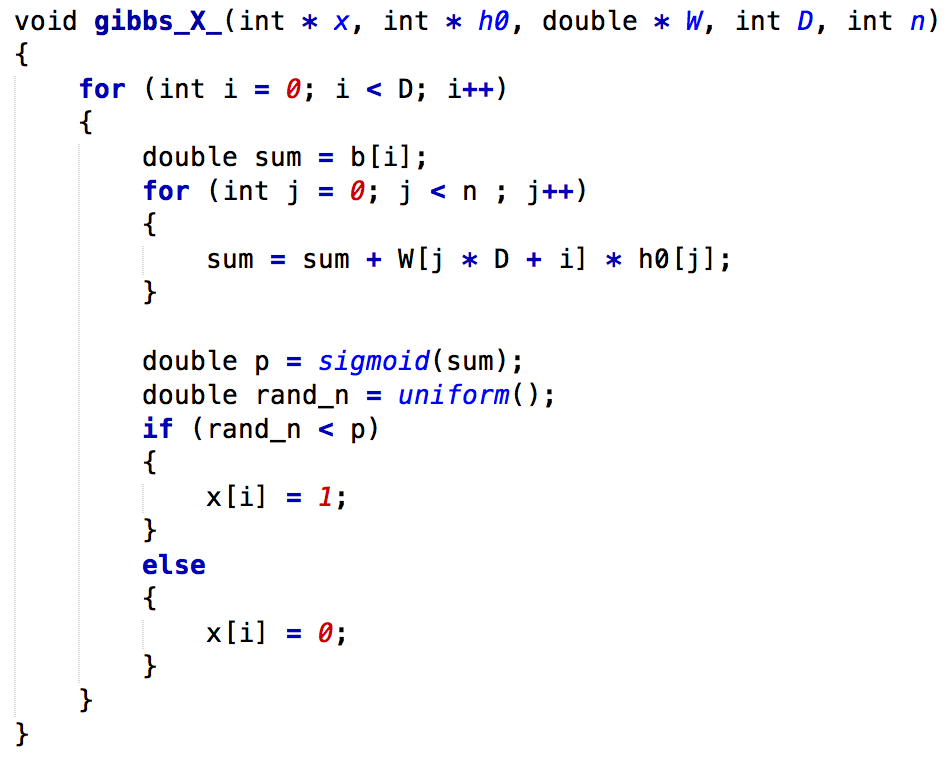 void gibbs_X_(int * x, int * h0, double * W, int D, int n)
{
    for (int i = 0; i < D; i++)
    {
        double sum = b[i];
        for (int j = 0; j < n ; j++)
        {
            sum = sum + W[j * D + i] * h0[j];
        }

        double p = sigmoid(sum);
        double rand_n = uniform();
        if (rand_n < p)
        {
            x[i] = 1;
        }
        else
        {
            x[i] = 0;
        }
    }
}